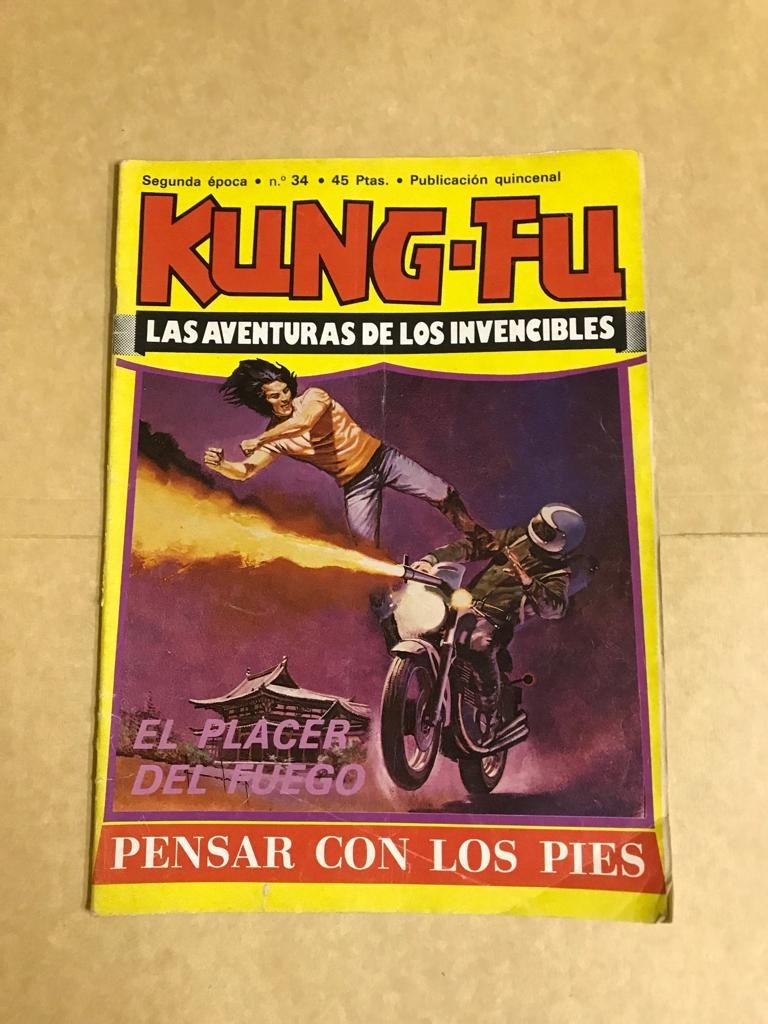 Segunda época • n.º 34 • 45 Ptas. • Publicación quincenal
KUNG-FU
LAS AVENTURAS DE LOS INVENCIBLES
EL PLACER
DEL FUEGO
PENSAR CON LOS PIES